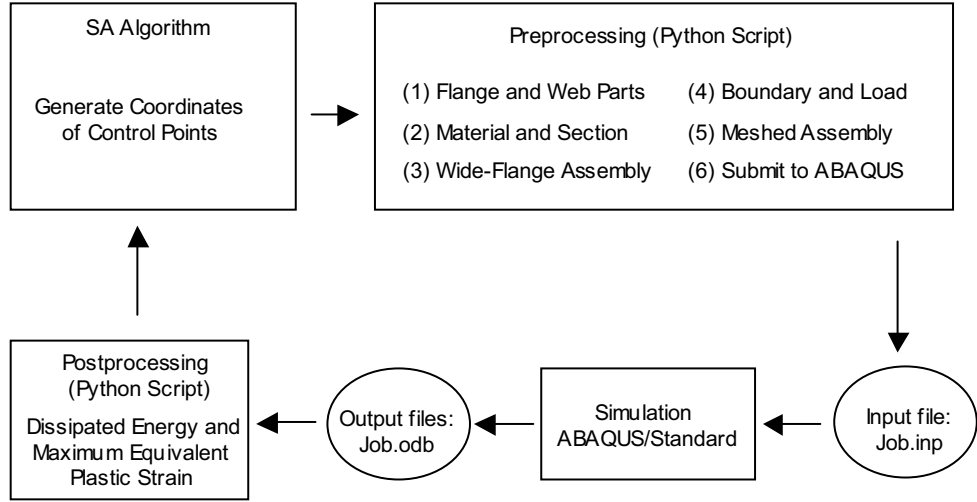 SA Algorithm
Generate Coordinates
of Control Points
Preprocessing (Python Script)
(1) Flange and Web Parts
(2) Material and Section
(3) Wide-Flange Assembly
(4) Boundary and Load
(5) Meshed Assembly
(6) Submit to ABAQUS
Input file:
Job.inp
Simulation
ABAQUS/Standard
Output files:
Job.odb
Postprocessing
(Python Script)
Dissipated Energy and
Maximum Equivalent
Plastic Strain